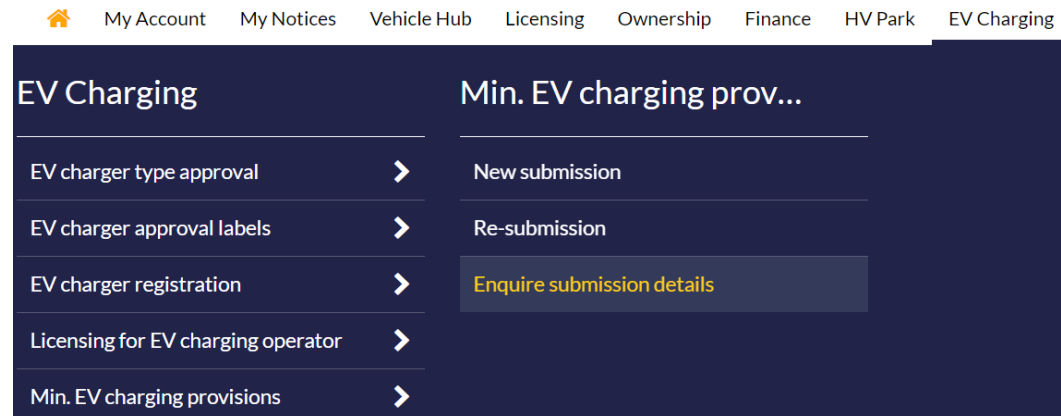 My Account My Notices Vehicle Hub Licensing Ownership Finance HV Park EV Charging
EV Charging
EV charger type approval
EV charger approval labels
EV charger registration
Licensing for EV charging operator
Min. EV charging provisions
Min. EV charging prov...
New submission
Re-submission
Enquire submission details